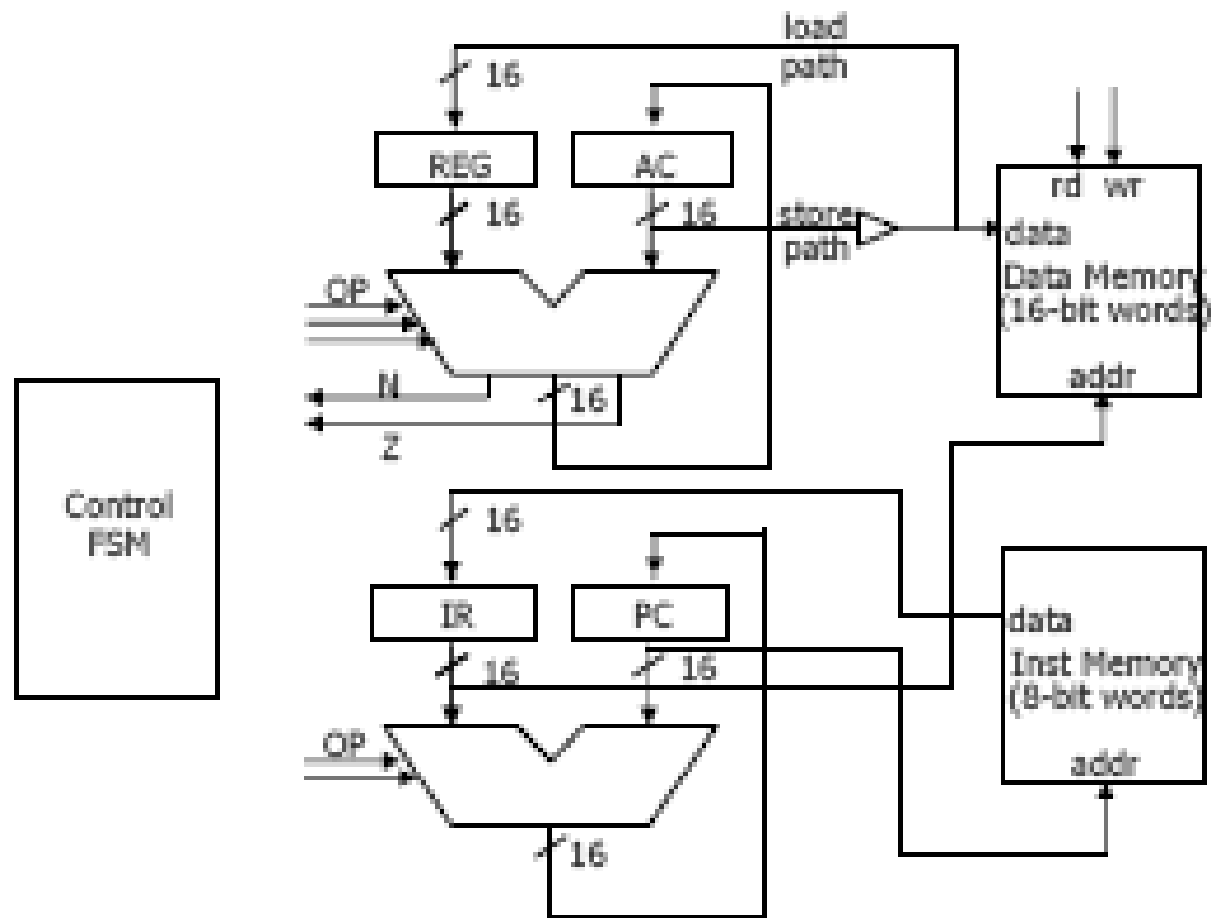 load
path
16
REG
AC
rd wr
16
16
store
path
data
OP
Data Memory
(16-bit words)
N
16
addr
Z
Control
FSM
16
IR
PC
data
16
16
Inst Memory
(8-bit words)
OP
addr
16